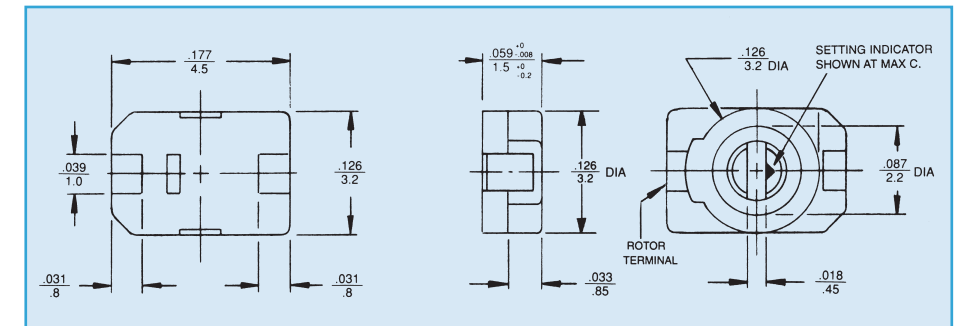 .177
4.5
.039
1.0
.126
3.2
.031
.8
.031
.8
.059 +0 -.008
1.5 +0 -0.2
.126
3.2 DIA
.033
.85
.126
3.2 DIA
SETTING INDICATOR
SHOWN AT MAX C.
.087
2.2 DIA
ROTOR
TERMINAL
.018
.45